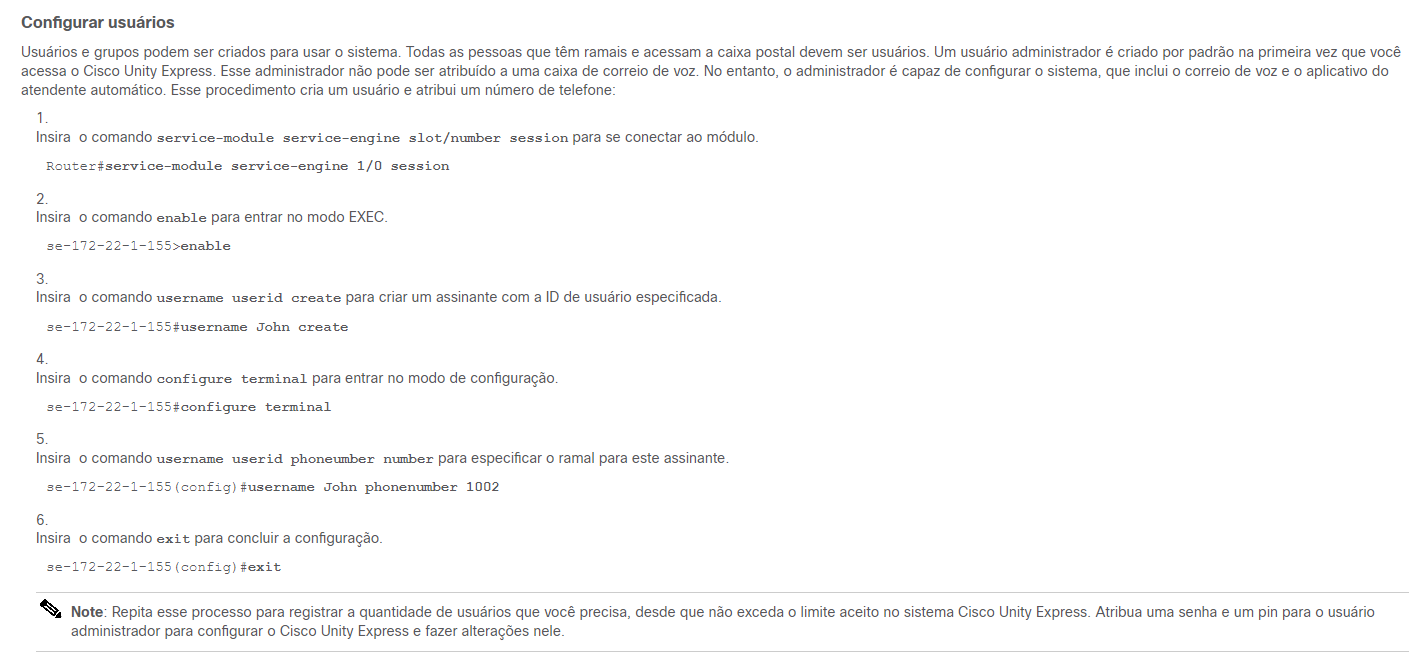 Configurar usuários
Usuários e grupos podem ser criados para usar o sistema. Todas as pessoas que têm ramais e acessam a caixa postal devem ser usuários. Um usuário administrador é criado por padrão na primeira vez que você
acessa o Cisco Unity Express. Esse administrador não pode ser atribuído a uma caixa de correio de voz. No entanto, o administrador é capaz de configurar o sistema, que inclui o correio de voz e o aplicativo do
atendente automático. Esse procedimento cria um usuário e atribui um número de telefone:
1.
Insira o comando service-module service-engine slot/number session para se conectar ao módulo.
Router#service-module service-engine 1/0 session
2.
Insira o comando enable para entrar no modo EXEC.
se-172-22-1-155>enable
3.
Insira o comando username userid create para criar um assinante com a ID de usuário especificada.
se-172-22-1-155#username John create
4.
Insira o comando configure terminal para entrar no modo de configuração.
se-172-22-1-155#configure terminal
5.
Insira o comando username userid phoneumber number para especificar o ramal para este assinante.
se-172-22-1-155(config)#username John phonenumber 1002
6.
Insira o comando exit para concluir a configuração.
se-172-22-1-155(config)#exit
Note: Repita esse processo para registrar a quantidade de usuários que você precisa, desde que não exceda o limite aceito no sistema Cisco Unity Express. Atribua uma senha e um pin para o usuário
administrador para configurar o Cisco Unity Express e fazer alterações nele.